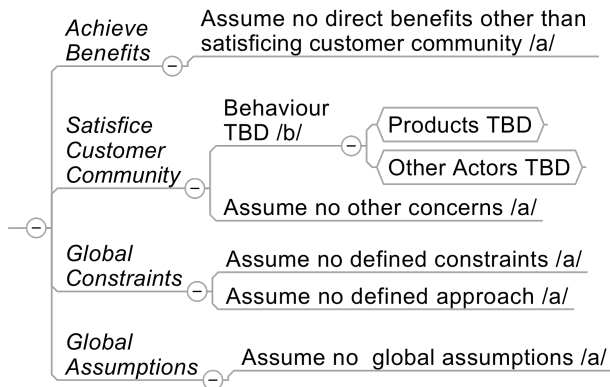 Achieve
Benefits
Assume no direct benefits other than
satisficing customer community /a/
Satisfice
Customer
Community
Behaviour
TBD /b/
Products TBD
Other Actors TBD
Assume no other concerns /a/
Global
Constraints
Assume no defined constraints /a/
Assume no defined approach /a/
Global
Assumptions
Assume no  global assumptions /a/